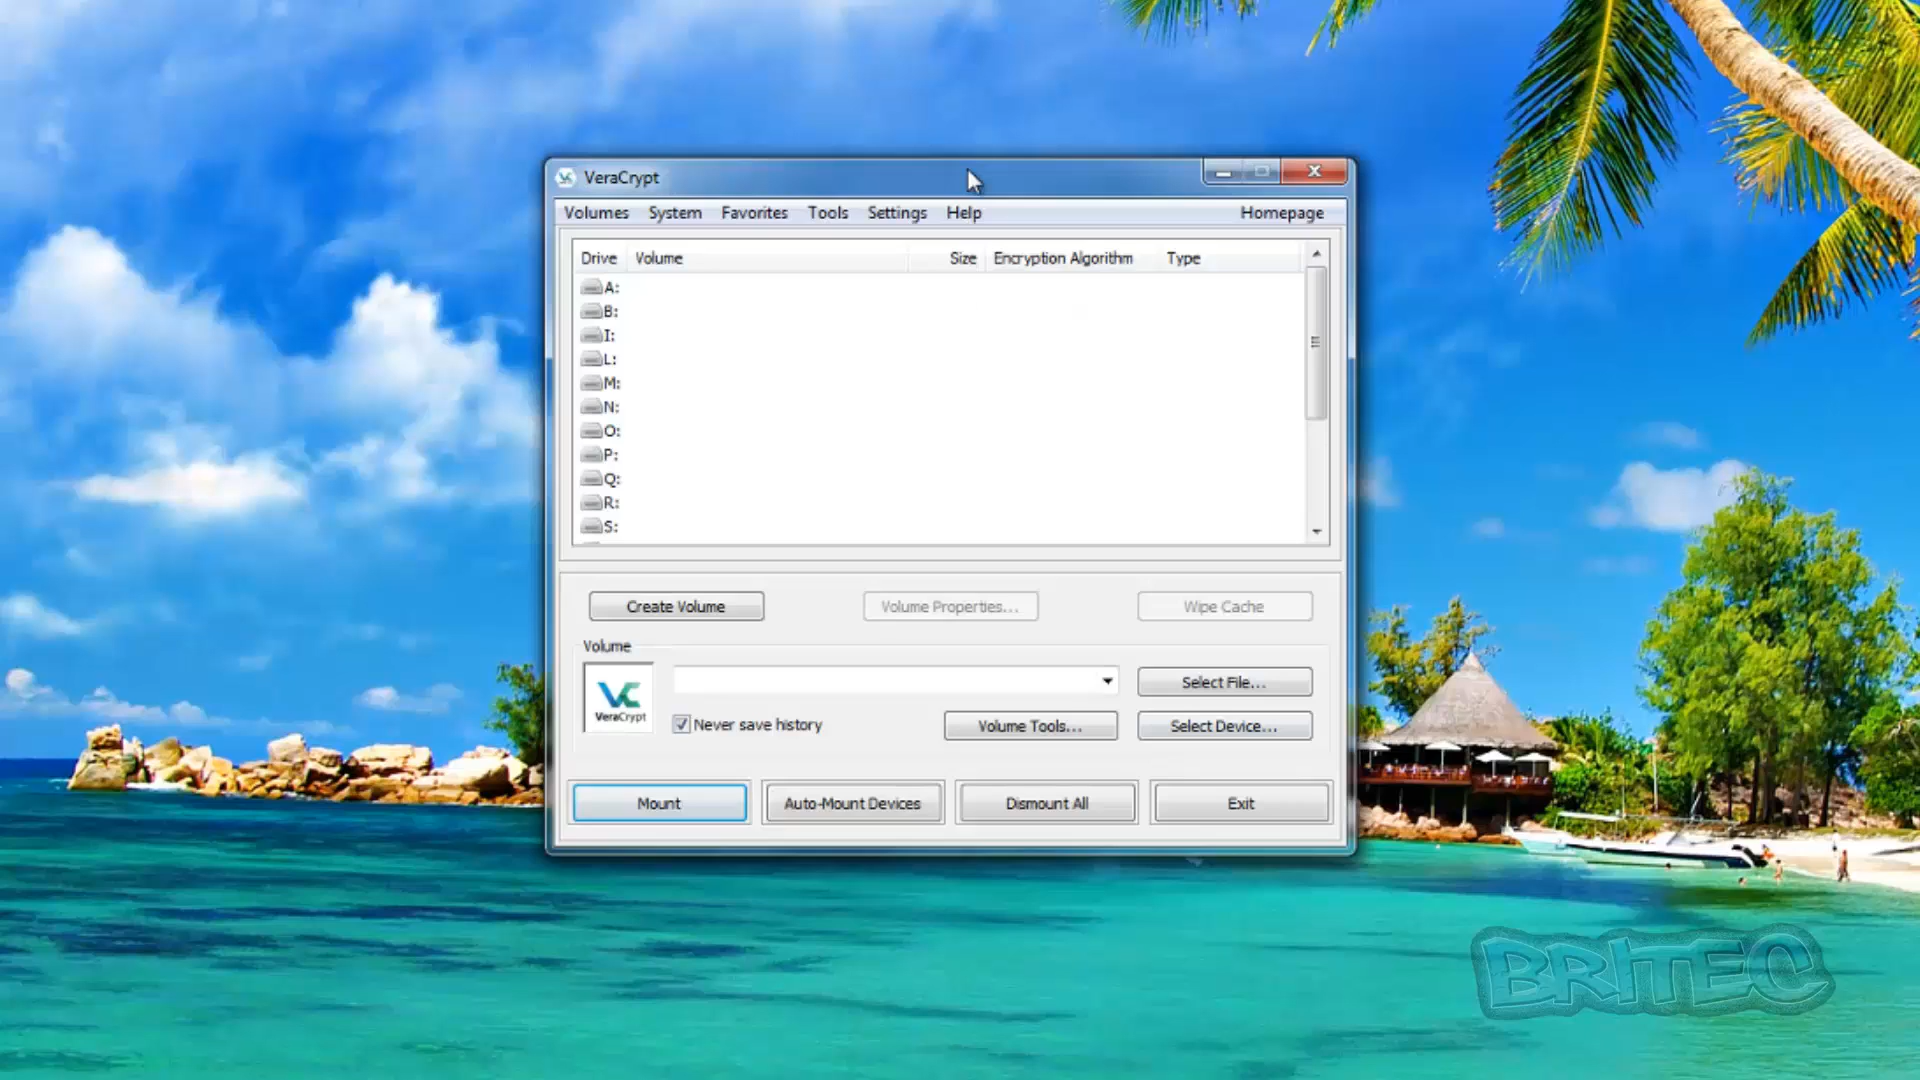 VeraCrypt
Volumes System Favorites Tools Settings Help Homepage
Drive Volume Size Encryption Algorithm Type
A:
B:
I:
L:
M:
N:
O:
P:
Q:
R:
S:
Create Volume Volume Properties... Wipe Cache
Volume
VeraCrypt
Select File...
Never save history Volume Tools... Select Device...
Mount Auto-Mount Devices Dismount All Exit
BRITEC